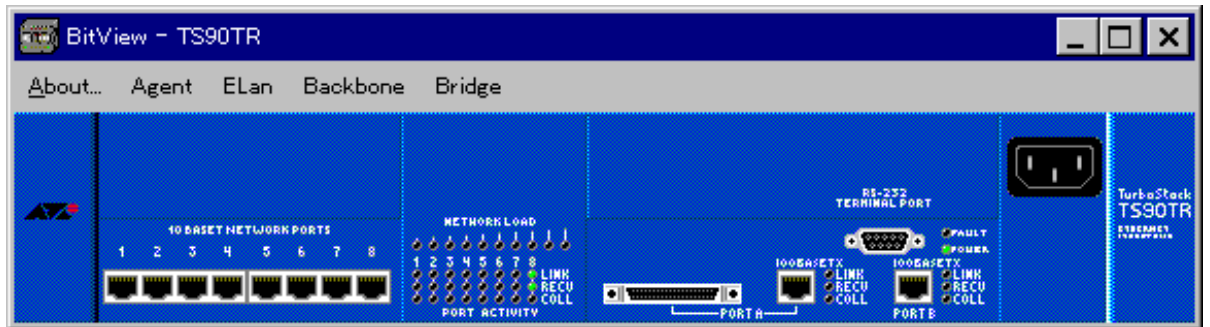 BitView - TS90TR
About... Agent ELan Backbone Bridge
10 BASET NETWORK PORTS
1 2 3 4 5 6 7 8
NETWORK LOAD
1 2 3 4 5 6 7 8
LINK
RECV
COLL
PORT ACTIVITY
RS-232
TERMINAL PORT
FAULT
POWER
100BASETX
LINK
RECV
COLL
PORT A
100BASETX
LINK
RECV
COLL
PORT B
TurboStack
TS90TR
ETHERNET